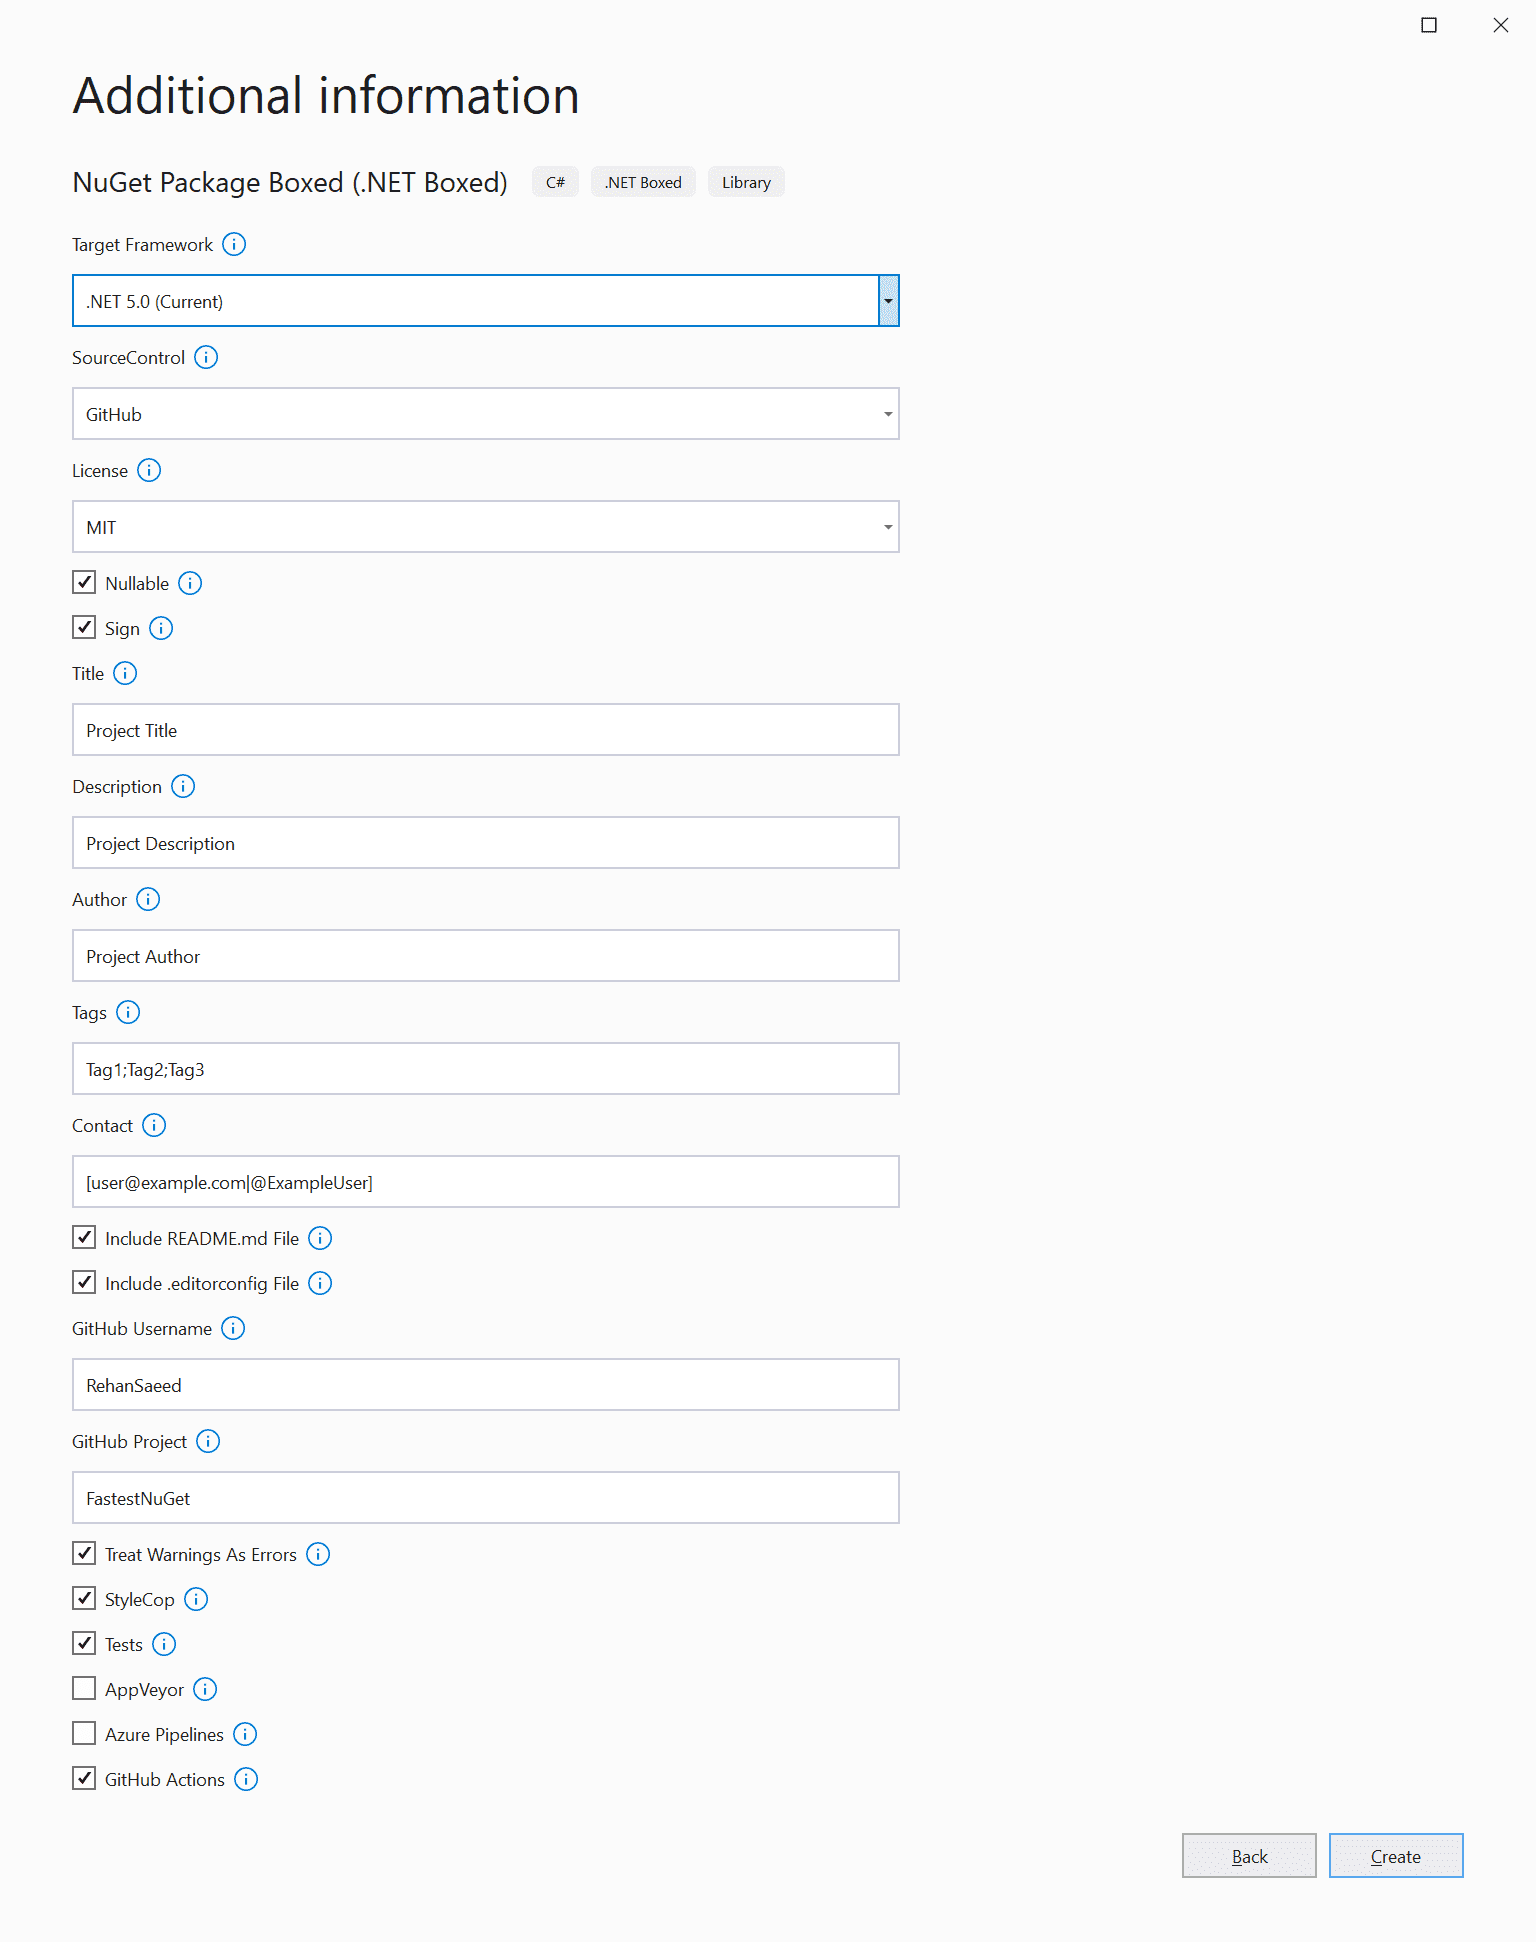 Additional information
NuGet Package Boxed (.NET Boxed) C# .NET Boxed Library
Target Framework
.NET 5.0 (Current)
SourceControl
GitHub
License
MIT
Nullable
Sign
Title
Project Title
Description
Project Description
Author
Project Author
Tags
Tag1;Tag2;Tag3
Contact
[user@example.com|@ExampleUser]
Include README.md File
Include .editorconfig File
GitHub Username
RehanSaeed
GitHub Project
FastestNuGet
Treat Warnings As Errors
StyleCop
Tests
AppVeyor
Azure Pipelines
GitHub Actions
Back Create